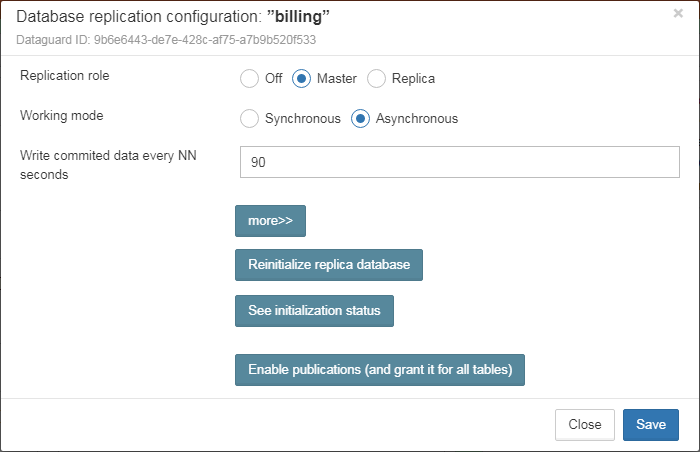 Database replication configuration: ”billing”
×
Dataguard ID: 9b6e6443-de7e-428c-af75-a7b9b520f533
Replication role
Off Master Replica
Working mode
Synchronous Asynchronous
Write commited data every NN
seconds
90
more>>
Reinitialize replica database
See initialization status
Enable publications (and grant it for all tables)
Close Save